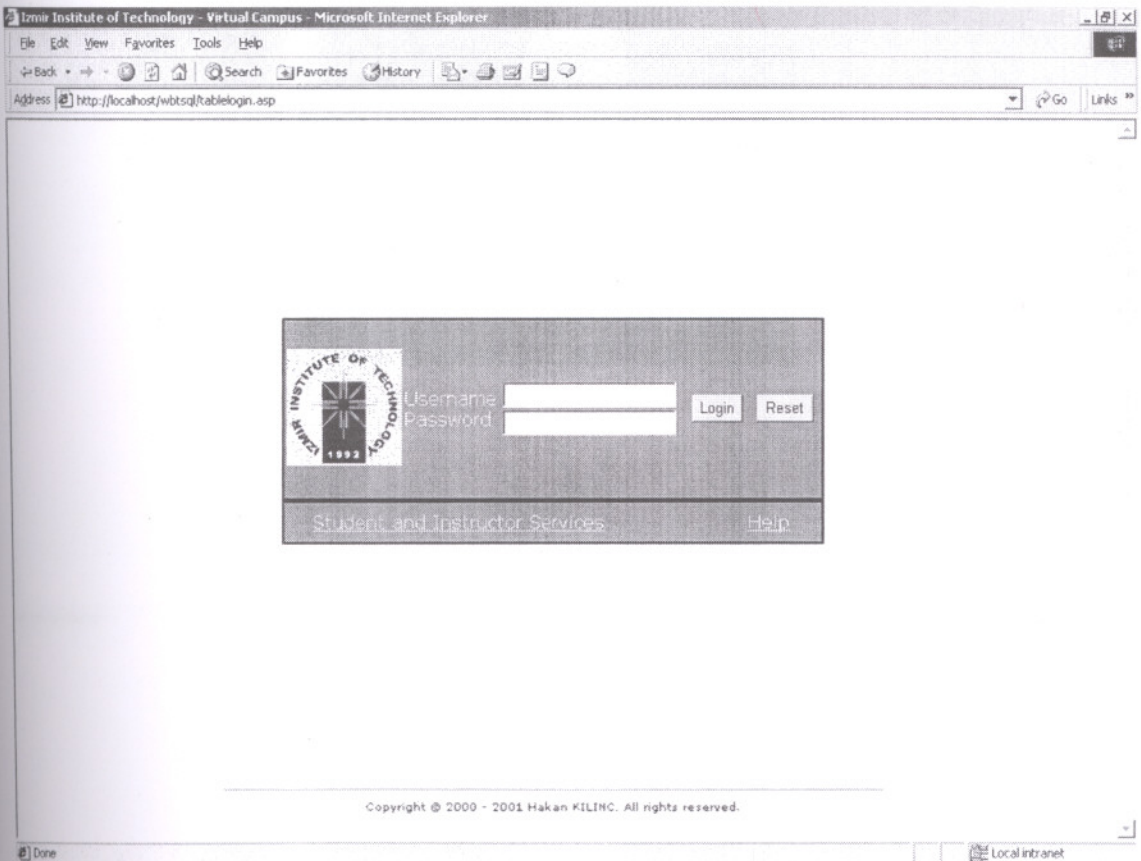 Izmir Institute of Technology - Virtual Campus - Microsoft Internet Explorer
File Edit View Favorites Tools Help
Back Search Favorites History
Address http://localhost/wbtsql/tablelogin.asp Go Links »
IZMIR INSTITUTE OF TECHNOLOGY
1992
Username
Password
Login Reset
Student and Instructor Services Help
Copyright © 2000 - 2001 Hakan KILINC. All rights reserved.
Done Local intranet